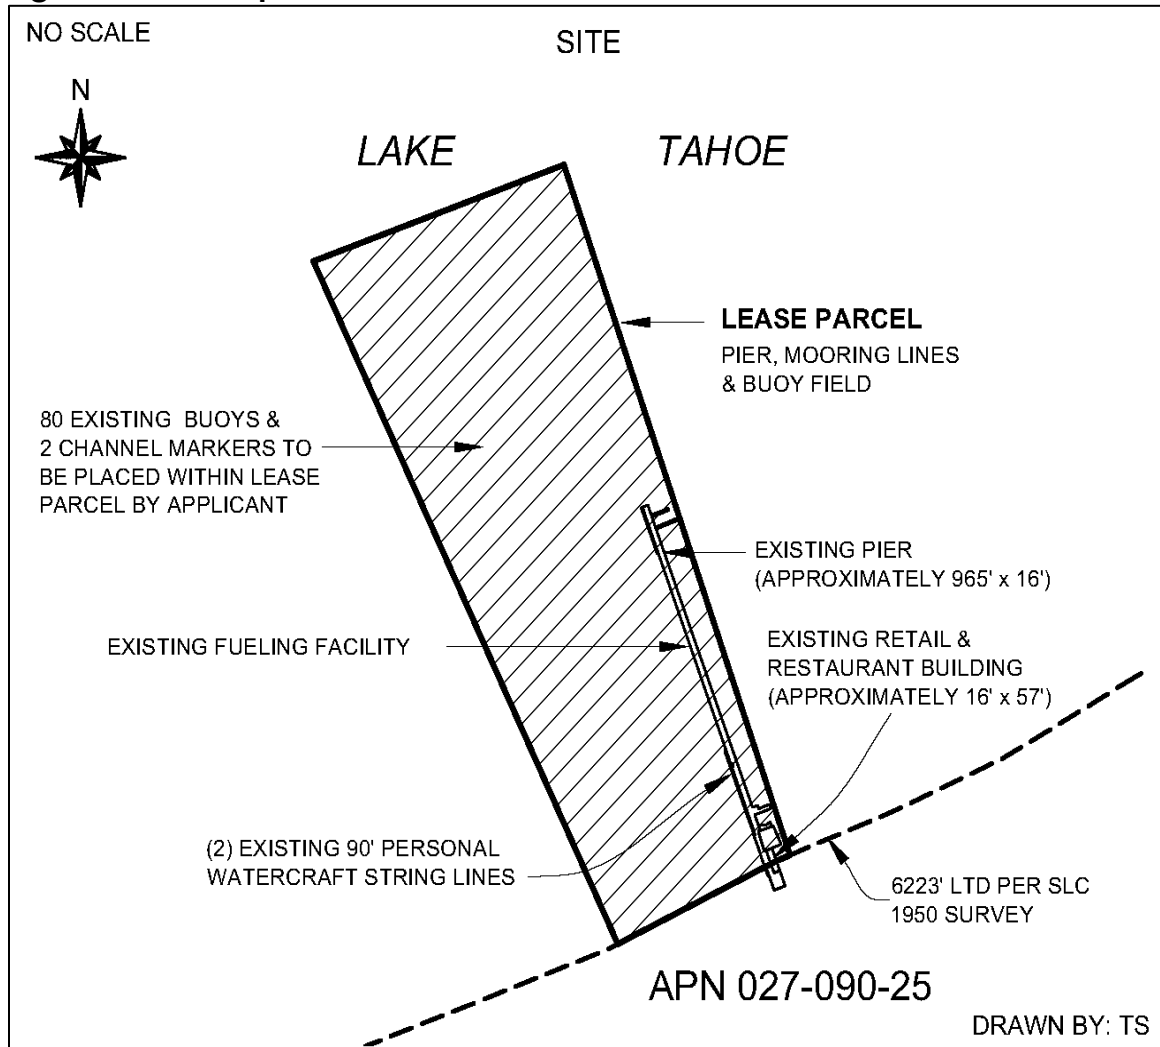 NO SCALE
SITE
N
LAKE TAHOE
LEASE PARCEL
PIER, MOORING LINES
& BUOY FIELD
80 EXISTING BUOYS &
2 CHANNEL MARKERS TO
BE PLACED WITHIN LEASE
PARCEL BY APPLICANT
EXISTING PIER
(APPROXIMATELY 965' x 16')
EXISTING FUELING FACILITY
EXISTING RETAIL &
RESTAURANT BUILDING
(APPROXIMATELY 16' x 57')
(2) EXISTING 90' PERSONAL
WATERCRAFT STRING LINES
6223' LTD PER SLC
1950 SURVEY
APN 027-090-25
DRAWN BY: TS